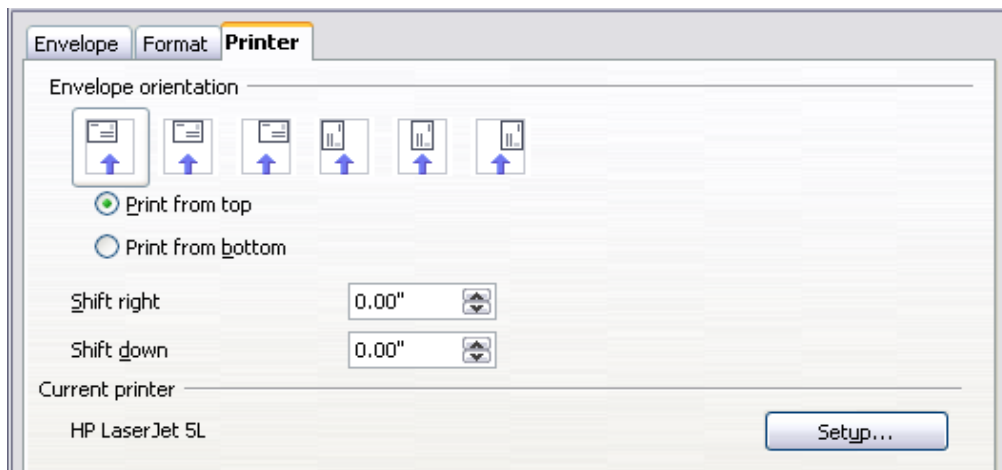 Envelope Format Printer
Envelope orientation
Print from top
Print from bottom
Shift right 0.00"
Shift down 0.00"
Current printer
HP LaserJet 5L Setup...